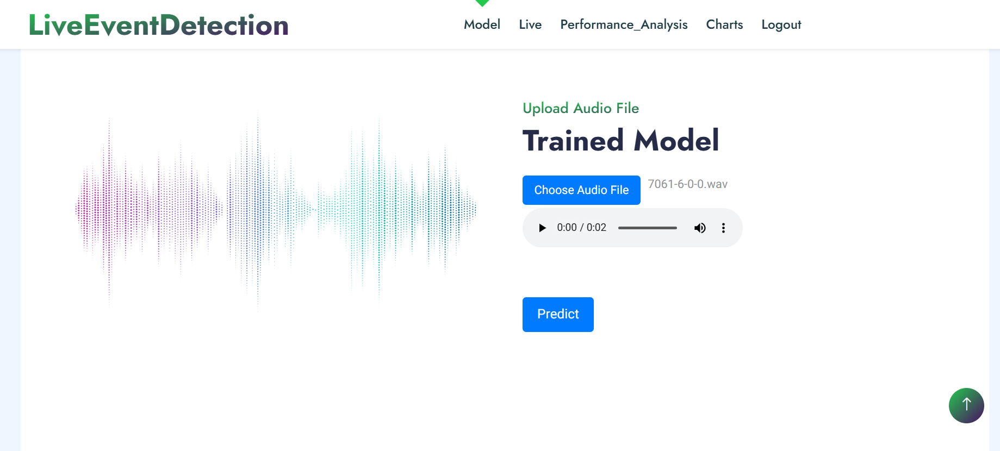 LiveEventDetection
Model Live Performance_Analysis Charts Logout
Upload Audio File
Trained Model
Choose Audio File 7061-6-0-0.wav
0:00 / 0:02
Predict